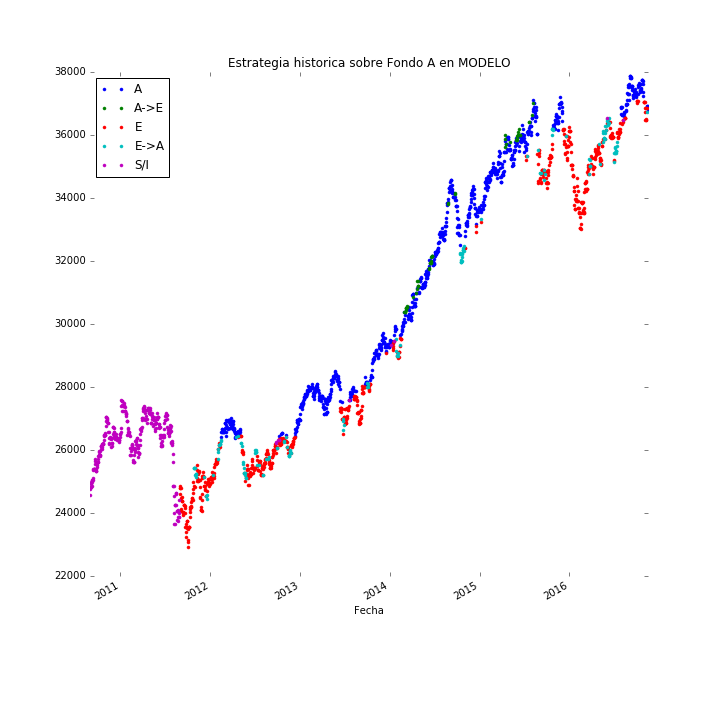 Estrategia historica sobre Fondo A en MODELO
A
A->E
E
E->A
S/I
38000
36000
34000
32000
30000
28000
26000
24000
22000
2011
2012
2013
2014
2015
2016
Fecha